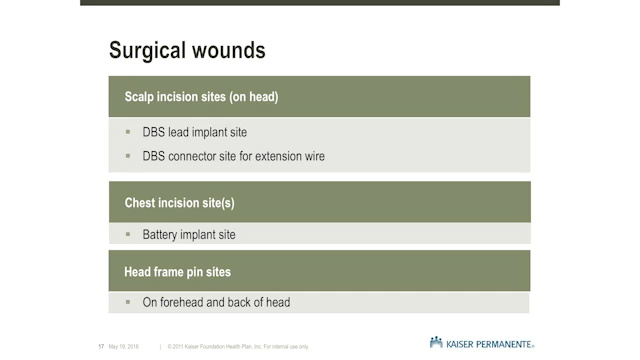 Surgical wounds
Scalp incision sites (on head)
DBS lead implant site
DBS connector site for extension wire
Chest incision site(s)
Battery implant site
Head frame pin sites
On forehead and back of head
17 May 19, 2016 | © 2011 Kaiser Foundation Health Plan, Inc. For internal use only.
KAISER PERMANENTE®